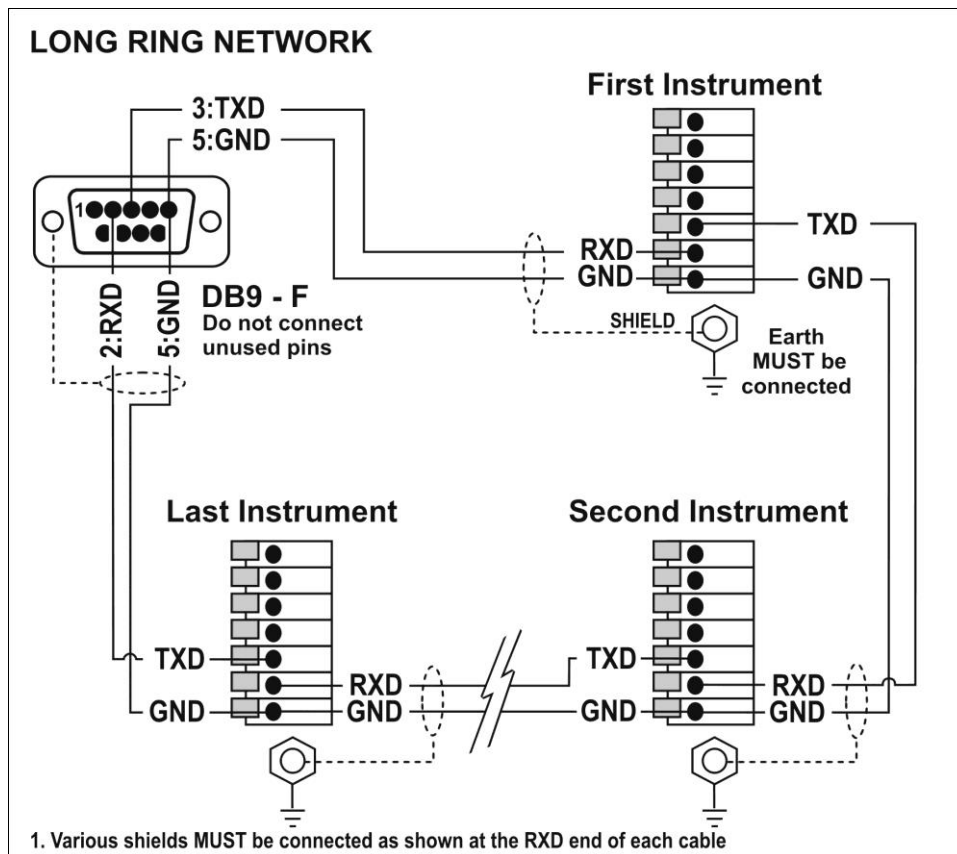 LONG RING NETWORK
First Instrument
3:TXD
5:GND
1
TXD
RXD
GND
GND
DB9 - F
Do not connect
unused pins
2:RXD
5:GND
SHIELD
Earth
MUST be
connected
Last Instrument
Second Instrument
TXD
TXD
RXD
RXD
GND
GND
GND
GND
1. Various shields MUST be connected as shown at the RXD end of each cable